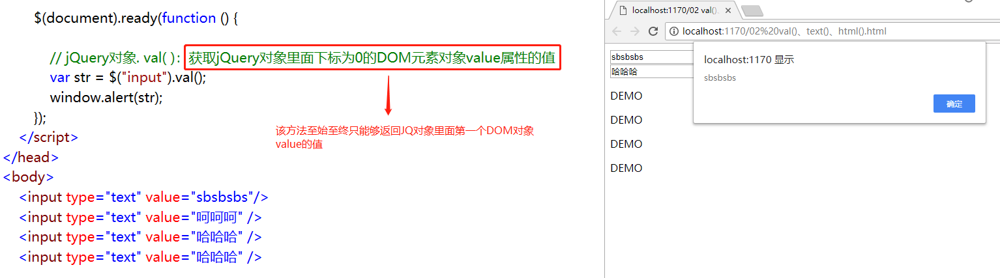 $(document).ready(function () {
// jQuery对象. val( ) : 获取jQuery对象里面下标为0的DOM元素对象value属性的值
var str = $("input").val();
window.alert(str);
});
</script>
</head>
<body>
<input type="text" value="sbsbsbs"/>
<input type="text" value="呵呵呵" />
<input type="text" value="哈哈哈" />
<input type="text" value="哈哈哈" />
该方法至始至终只能够返回JQ对象里面第一个DOM对象
value的值
localhost:1170/02 val()、
localhost:1170/02%20val()、text()、html().html
sbsbsbs
哈哈哈
DEMO
DEMO
DEMO
DEMO
localhost:1170 显示
sbsbsbs
确定